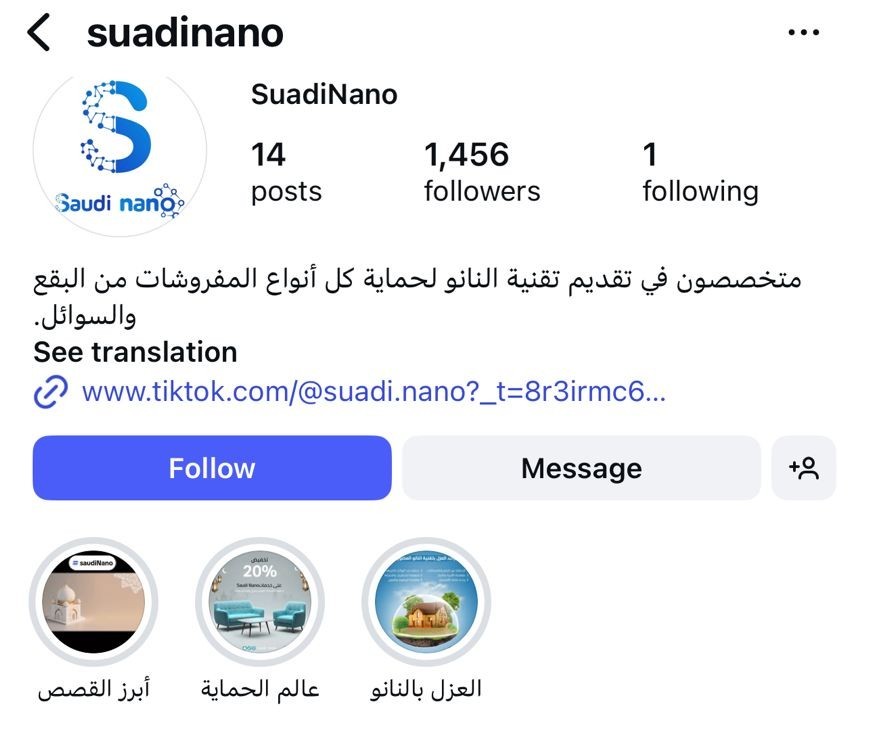 suadinano
SuadiNano
14 posts
1,456 followers
1 following
Saudi nano
متخصصون في تقديم تقنية النانو لحماية كل أنواع المفروشات من البقع
والسوائل.
See translation
www.tiktok.com/@suadi.nano?_t=8r3irmc6...
Follow
Message
saudiNano
تخفيض
20%
أبرز القصص
عالم الحماية
العزل بالنانو